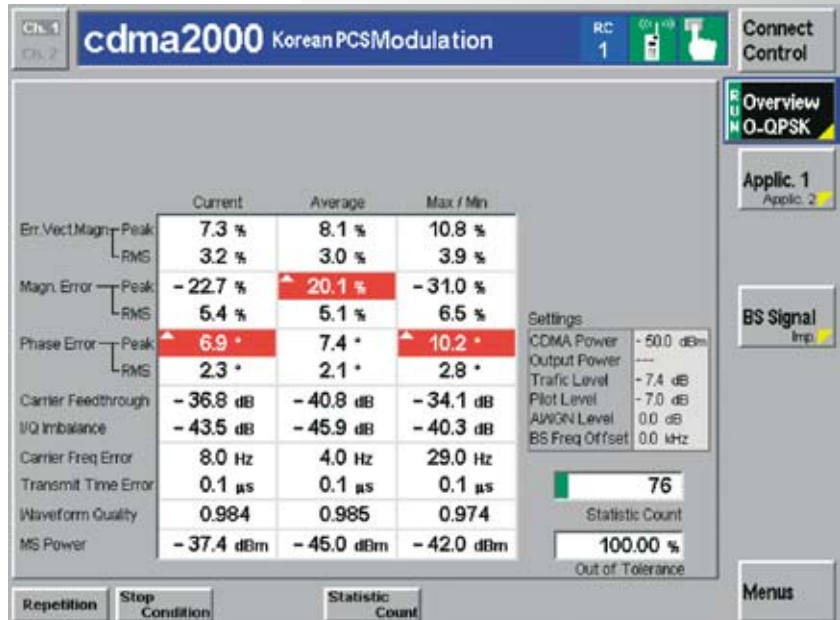 Ch. 1
Ch. 2
cdma2000 Korean PCS Modulation
RC
1
Connect
Control
RUN
Overview
O-QPSK
Applic. 1
Applic. 2
BS Signal
Imp.
Menus
Current Average Max / Min
Err.Vect.Magn. Peak 7.3 % 8.1 % 10.8 %
RMS 3.2 % 3.0 % 3.9 %
Magn. Error Peak - 22.7 % 20.1 % - 31.0 %
RMS 5.4 % 5.1 % 6.5 %
Phase Error Peak 6.9 ° 7.4 ° 10.2 °
RMS 2.3 ° 2.1 ° 2.8 °
Carrier Feedthrough - 36.8 dB - 40.8 dB - 34.1 dB
I/Q Imbalance - 43.5 dB - 45.9 dB - 40.3 dB
Carrier Freq Error 8.0 Hz 4.0 Hz 29.0 Hz
Transmit Time Error 0.1 µs 0.1 µs 0.1 µs
Waveform Quality 0.984 0.985 0.974
MS Power - 37.4 dBm - 45.0 dBm - 42.0 dBm
Settings
CDMA Power - 50.0 dBm
Output Power ---
Trafic Level - 7.4 dB
Pilot Level - 7.0 dB
AWGN Level 0.0 dB
BS Freq Offset 0.0 kHz
76
Statistic Count
100.00 %
Out of Tolerance
Repetition
Stop
Condition
Statistic
Count